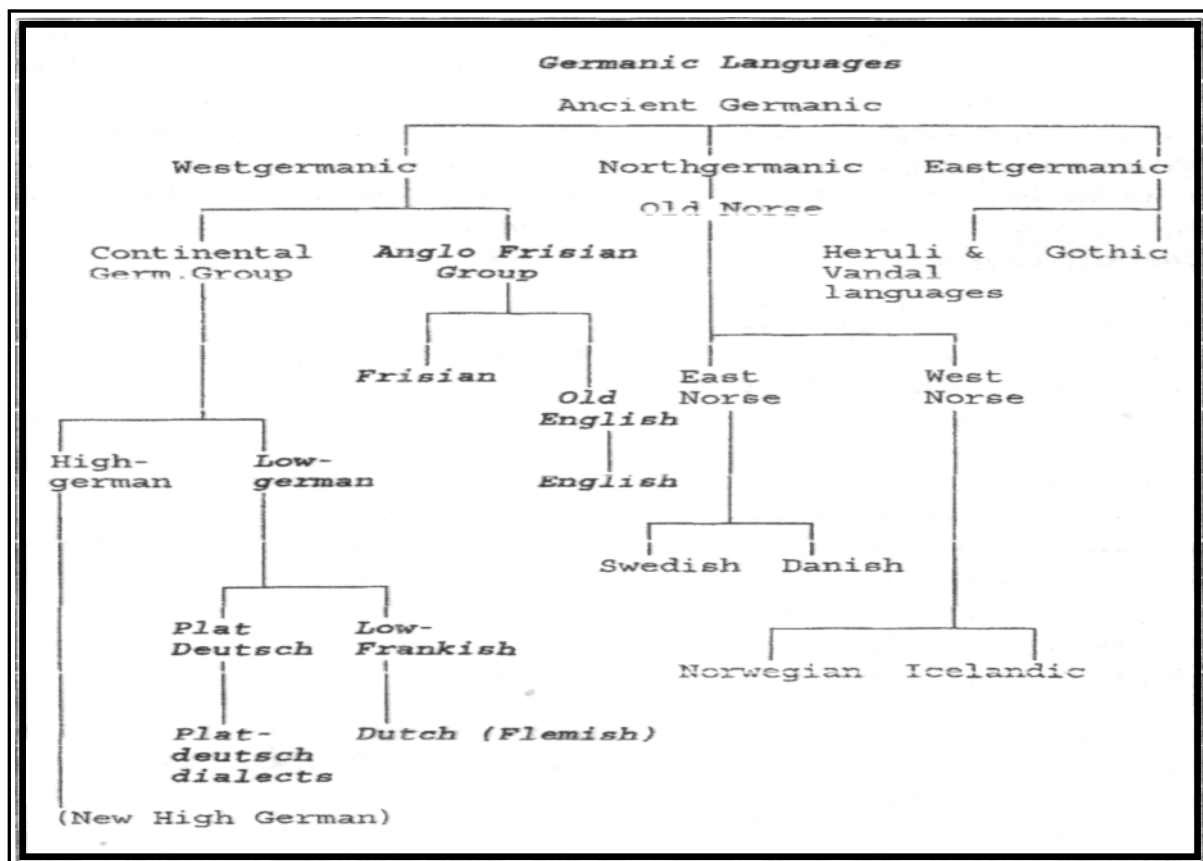 Germanic Languages
Ancient Germanic
Westgermanic
Northgermanic
Eastgermanic
Old Norse
Continental
Germ.Group
Anglo Frisian
Group
Heruli &
Vandal
languages
Gothic
Frisian
Old
English
East
Norse
West
Norse
High-
german
Low-
german
English
Swedish
Danish
Plat
Deutsch
Low-
Frankish
Norwegian
Icelandic
Plat-
deutsch
dialects
Dutch (Flemish)
(New High German)